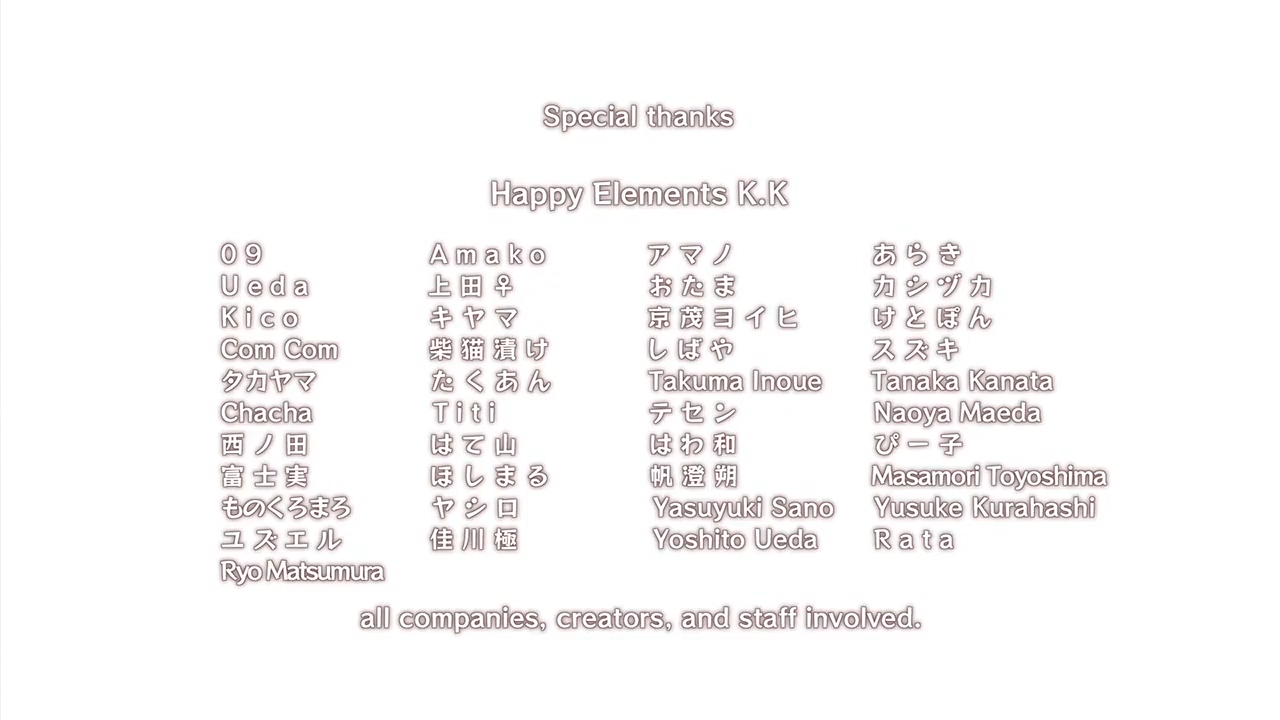 Special thanks
Happy Elements K.K
09 Amako アマノ あらき
Ueda 上田♀ おたま カシヅカ
Kico キヤマ 京茂ヨイヒ けとぽん
Com Com 柴猫漬け しばや スズキ
タカヤマ たくあん Takuma Inoue Tanaka Kanata
Chacha Titi テセン Naoya Maeda
西ノ田 はて山 はわ和 ぴー子
富士実 ほしまる 帆澄朔 Masamori Toyoshima
ものくろまろ ヤシロ Yasuyuki Sano Yusuke Kurahashi
ユズエル 佳川極 Yoshito Ueda Rata
Ryo Matsumura
all companies, creators, and staff involved.